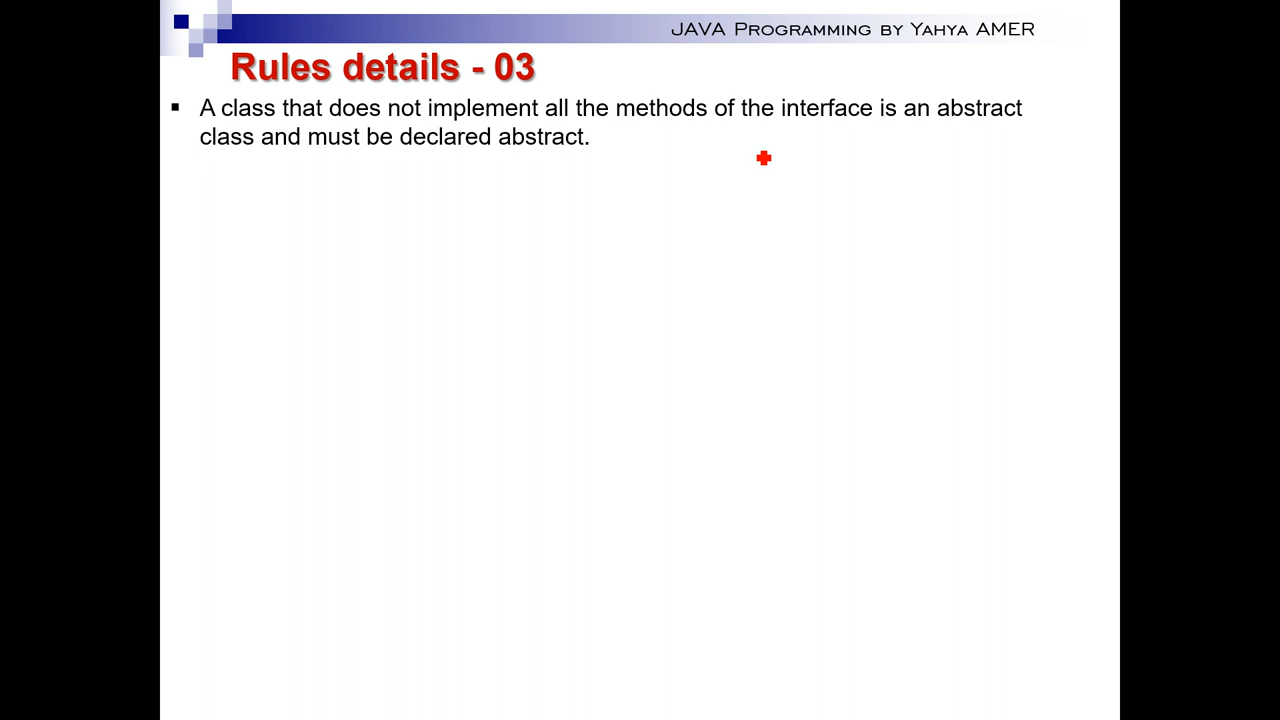 JAVA Programming by Yahya AMER
Rules details - 03
▪ A class that does not implement all the methods of the interface is an abstract
class and must be declared abstract.